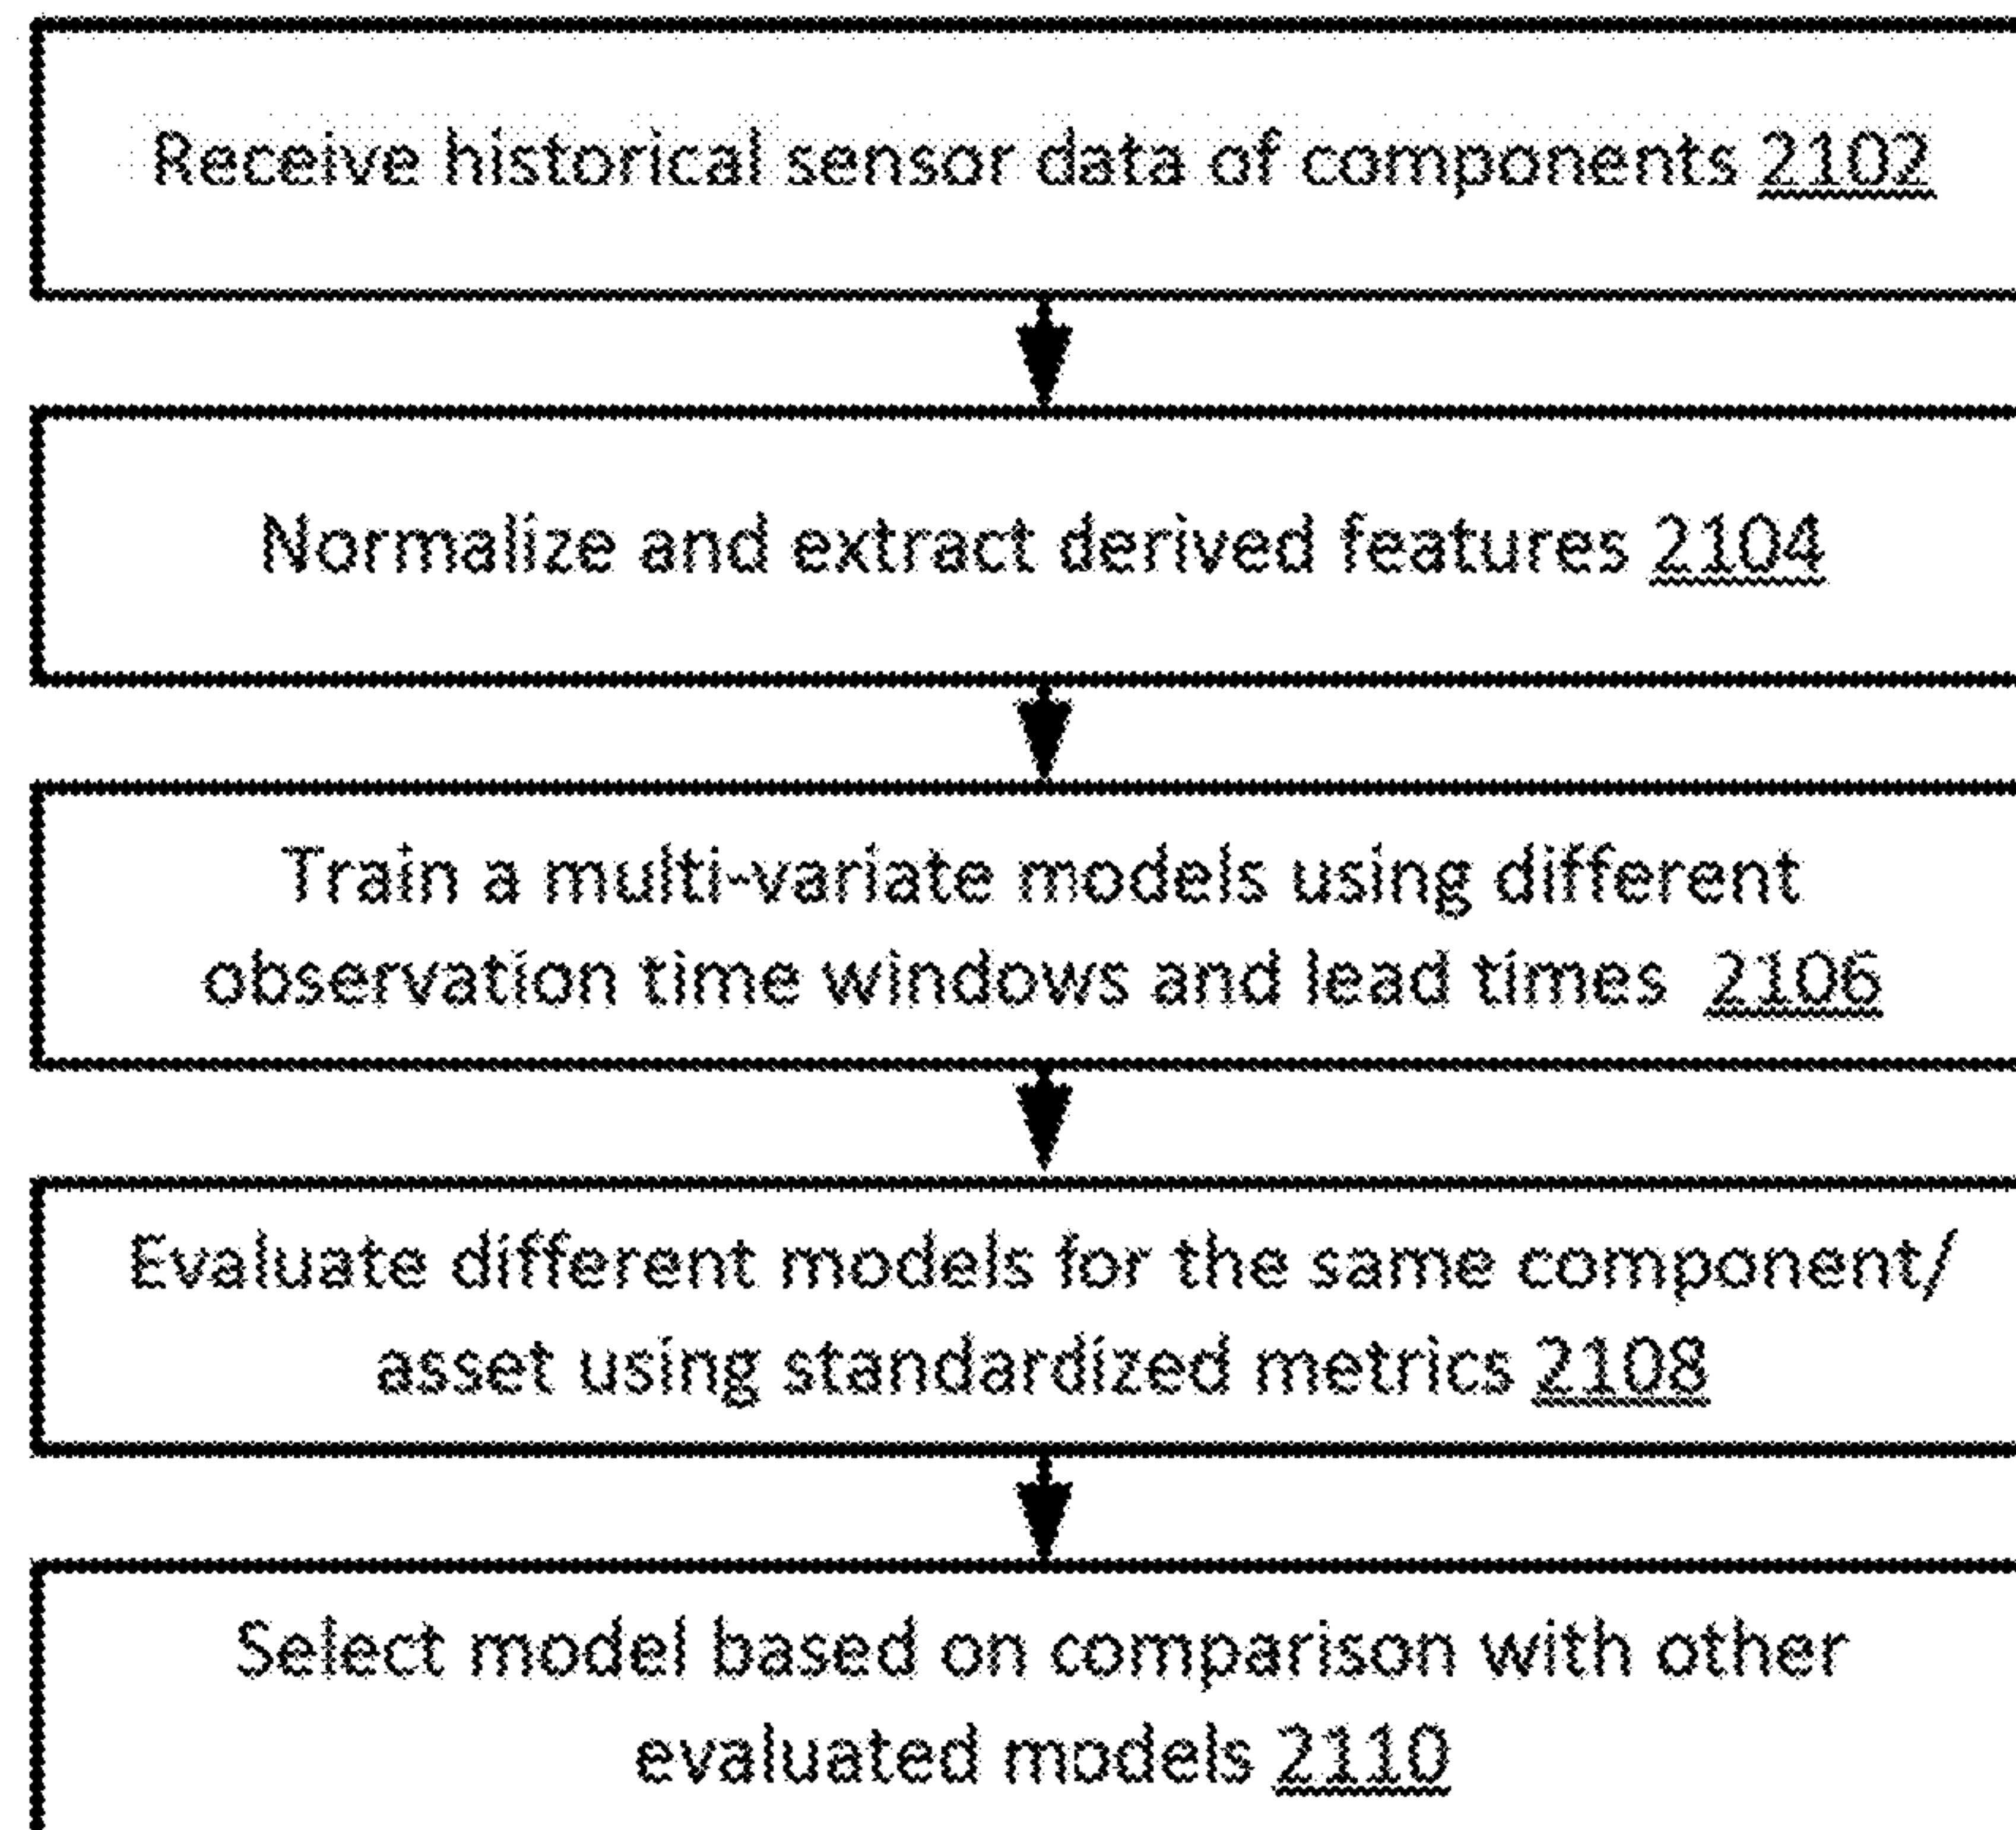 Receive historical sensor data of components 2102
Normalize and extract derived features 2104
Train a multi-variate models using different
observation time windows and lead times 2106
Evaluate different models for the same component/
asset using standardized metrics 2108
Select model based on comparison with other
evaluated models 2110